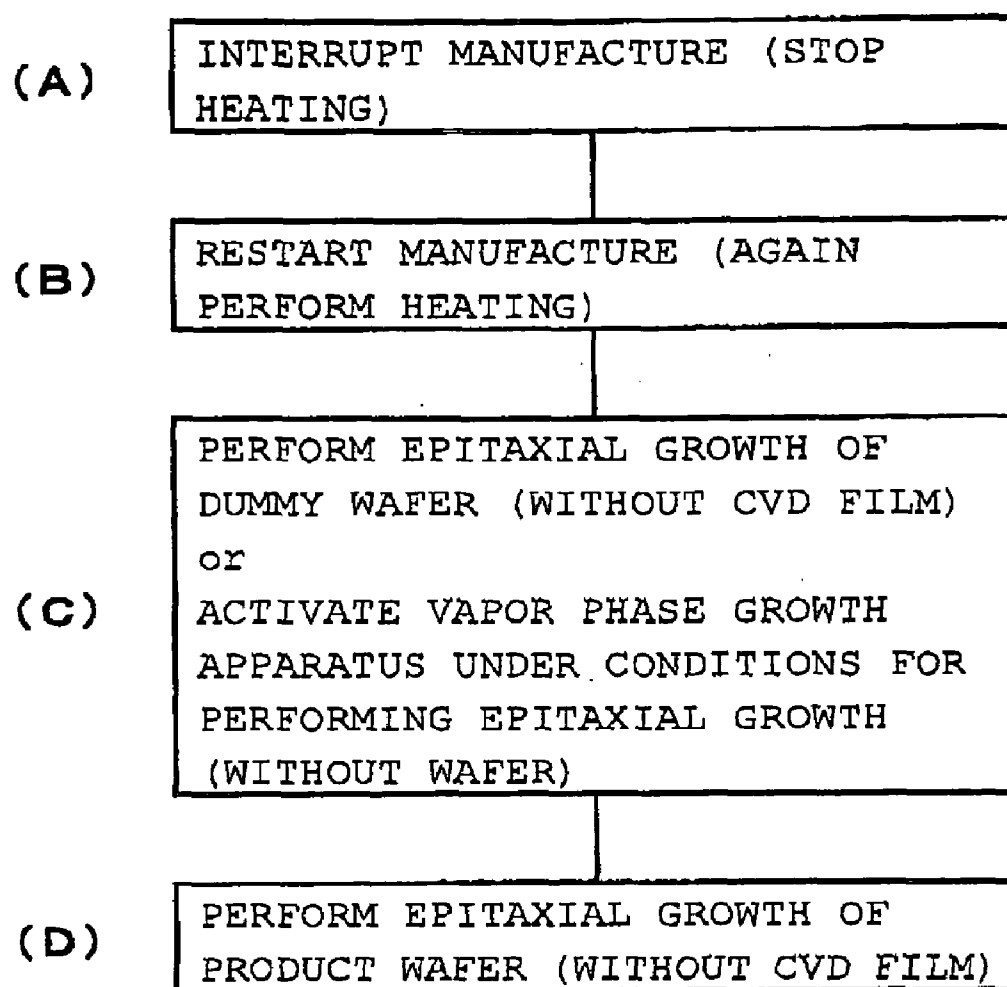 (A)
INTERRUPT MANUFACTURE (STOP
HEATING)
(B)
RESTART MANUFACTURE (AGAIN
PERFORM HEATING)
(C)
PERFORM EPITAXIAL GROWTH OF
DUMMY WAFER (WITHOUT CVD FILM)
or
ACTIVATE VAPOR PHASE GROWTH
APPARATUS UNDER CONDITIONS FOR
PERFORMING EPITAXIAL GROWTH
(WITHOUT WAFER)
(D)
PERFORM EPITAXIAL GROWTH OF
PRODUCT WAFER (WITHOUT CVD FILM)